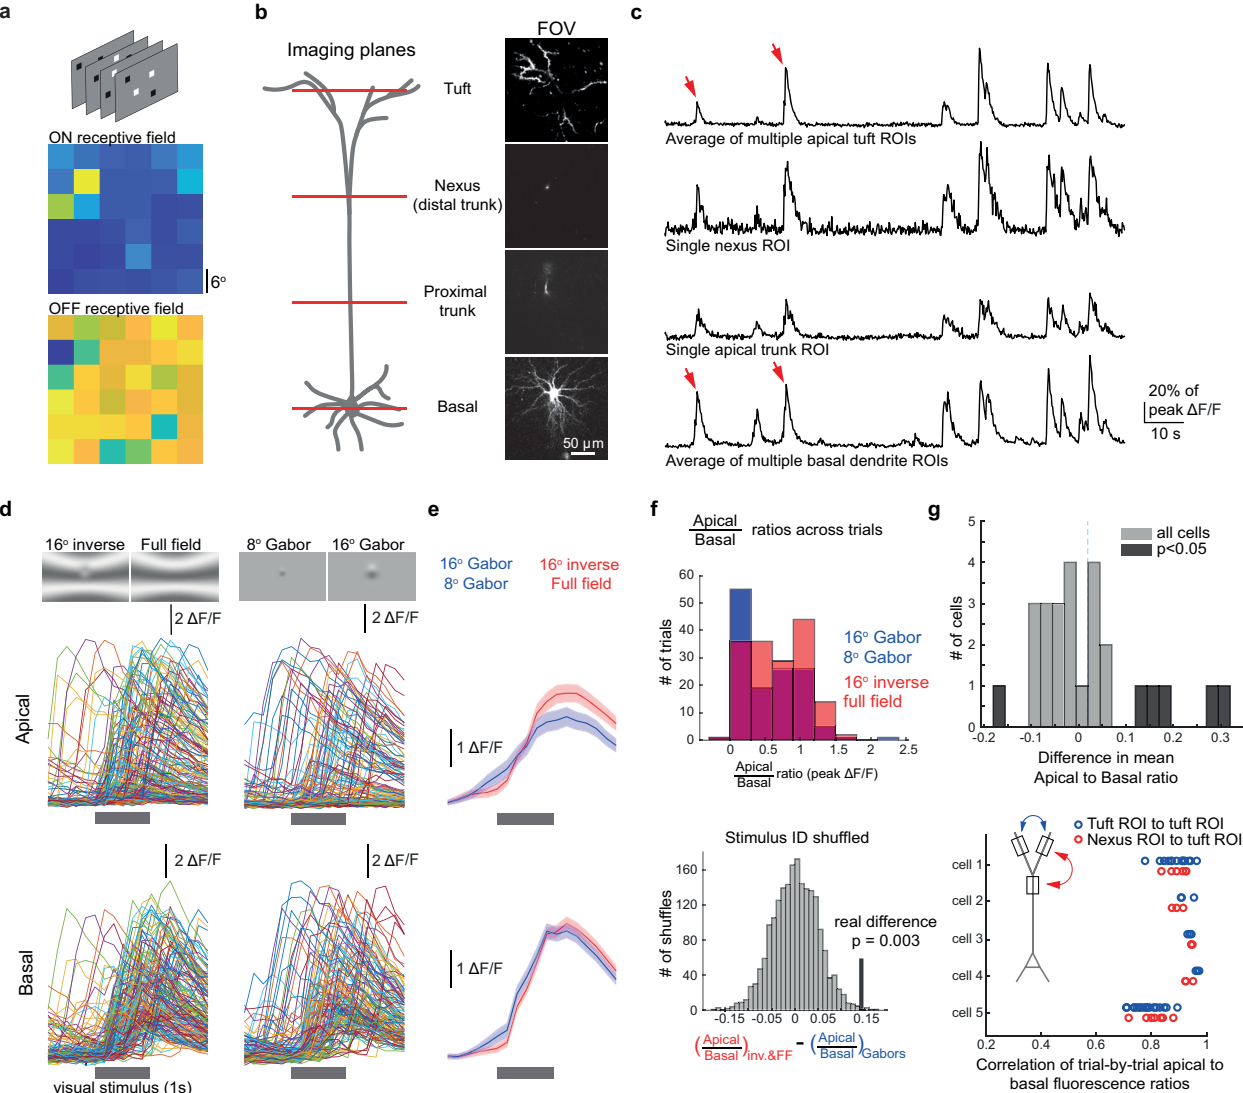 a
ON receptive field
6°
OFF receptive field
b
Imaging planes
FOV
Tuft
Nexus
(distal trunk)
Proximal
trunk
Basal
50 µm
c
Average of multiple apical tuft ROIs
Single nexus ROI
Single apical trunk ROI
Average of multiple basal dendrite ROIs
20% of
peak ΔF/F
10 s
d
16° inverse Full field 8° Gabor 16° Gabor
2 ΔF/F 2 ΔF/F
Apical
2 ΔF/F 2 ΔF/F
Basal
visual stimulus (1s)
e
16° Gabor 16° inverse
8° Gabor Full field
1 ΔF/F
1 ΔF/F
f
Apical
Basal
ratios across trials
# of trials
60
50
40
30
20
10
0
0 0.5 1 1.5 2 2.5
16° Gabor
8° Gabor
16° inverse
full field
Apical
Basal
ratio (peak ΔF/F)
Stimulus ID shuffled
# of shuffles
160
120
80
40
0
-0.15 -0.05 0 0.05 0.15
real difference
p = 0.003
(Apical
Basal)inv.&FF - (Apical
Basal)Gabors
g
all cells
p<0.05
# of cells
5
4
3
2
1
0
-0.2 -0.1 0 0.1 0.2 0.3
Difference in mean
Apical to Basal ratio
Tuft ROI to tuft ROI
Nexus ROI to tuft ROI
cell 1
cell 2
cell 3
cell 4
cell 5
0.2 0.4 0.6 0.8 1
Correlation of trial-by-trial apical to
basal fluorescence ratios